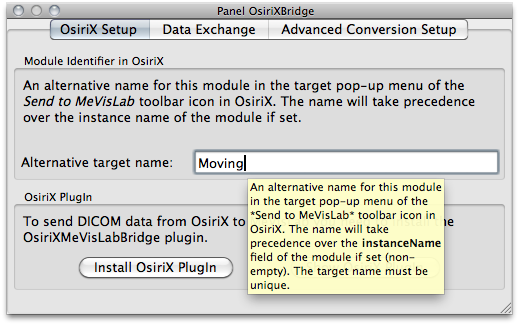 Panel OsiriXBridge
OsiriX Setup Data Exchange Advanced Conversion Setup
Module Identifier in OsiriX
An alternative name for this module in the target pop-up menu of the
Send to MeVisLab toolbar icon in OsiriX. The name will take precedence
over the instance name of the module if set.
Alternative target name: Moving
An alternative name for this module
in the target pop-up menu of the
*Send to MeVisLab* toolbar icon in
OsiriX. The name will take
precedence over the instanceName
field of the module if set (non-
empty). The target name must be
unique.
OsiriX PlugIn
To send DICOM data from OsiriX to
the
OsiriXMeVisLabBridge plugin.
Install OsiriX PlugIn